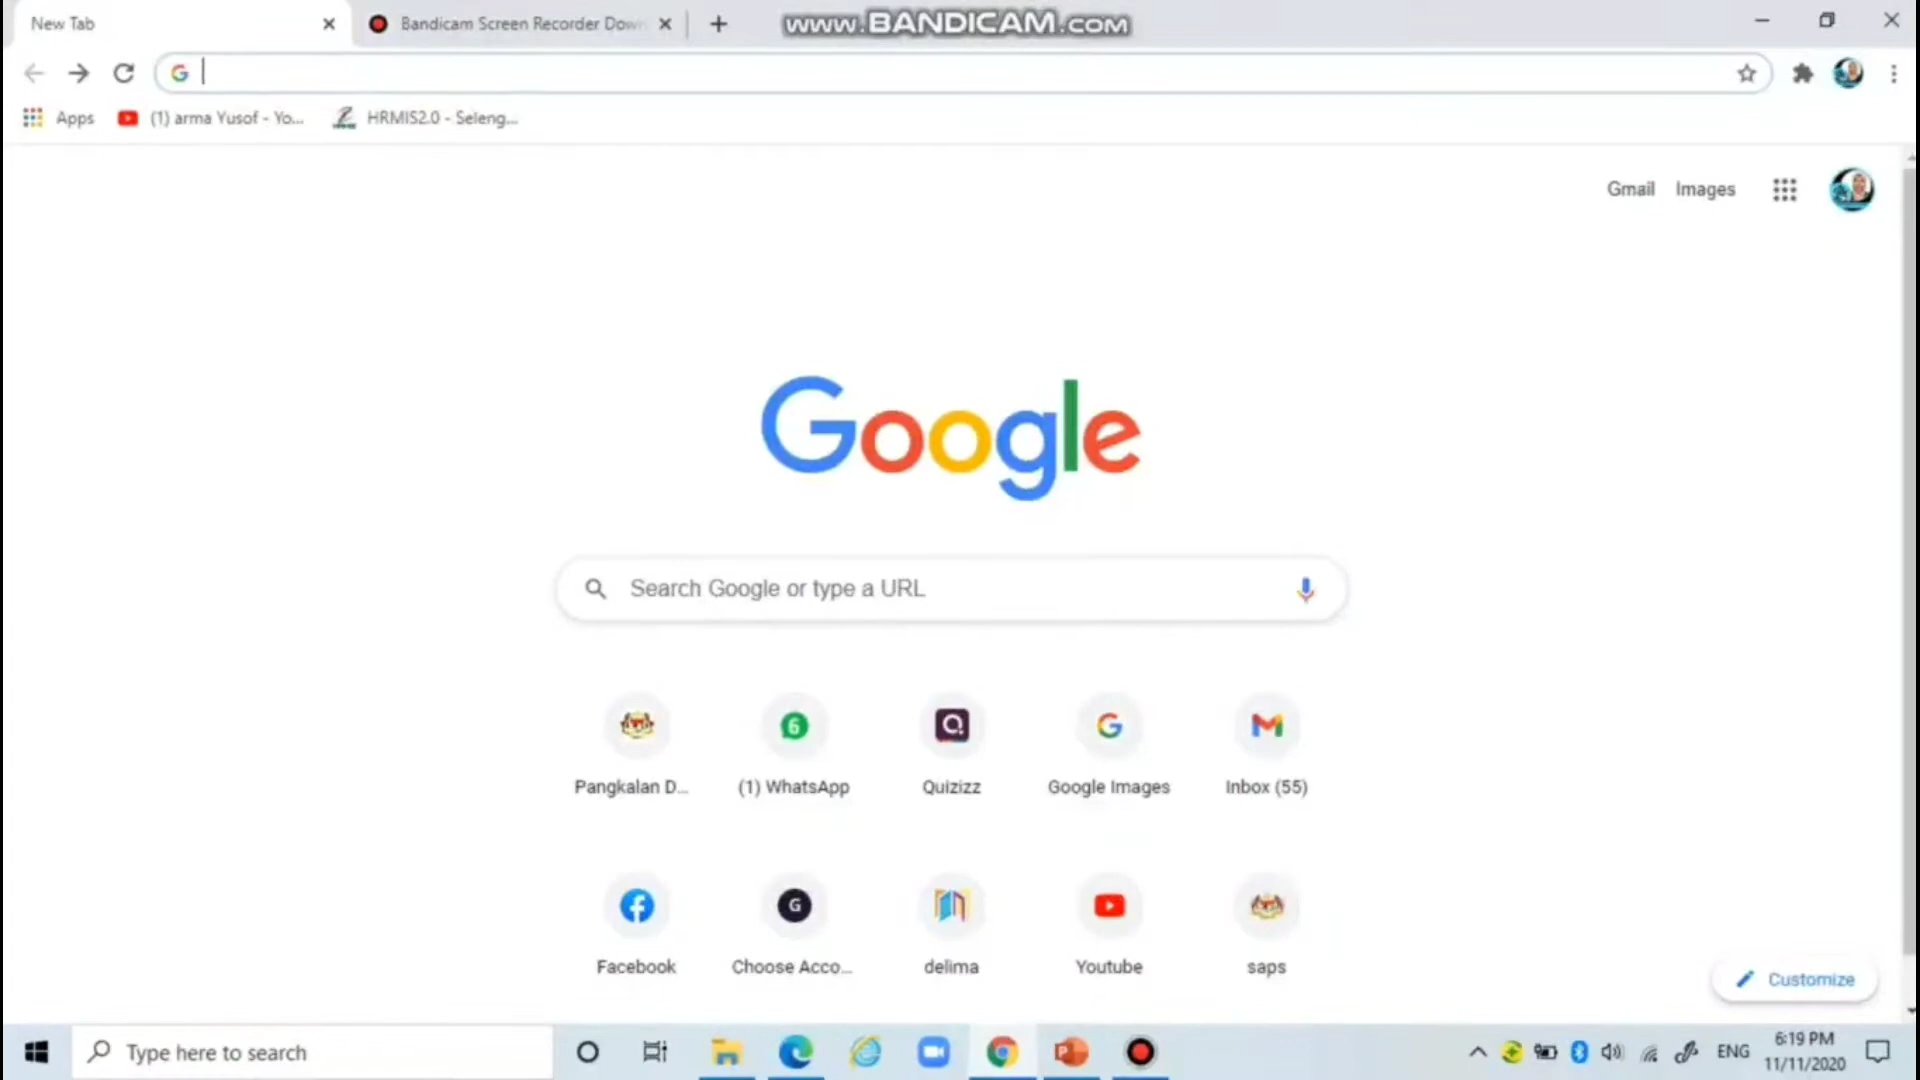 New Tab
Bandicam Screen Recorder Dow
www.BANDICAM.com
Apps
(1) arma Yusof - Yo...
HRMIS2.0 - Seleng...
Gmail
Images
Google
Search Google or type a URL
Pangkalan D...
(1) WhatsApp
Quizizz
Google Images
Inbox (55)
Facebook
Choose Acco...
delima
Youtube
saps
Customize
Type here to search
ENG
6:19 PM
11/11/2020